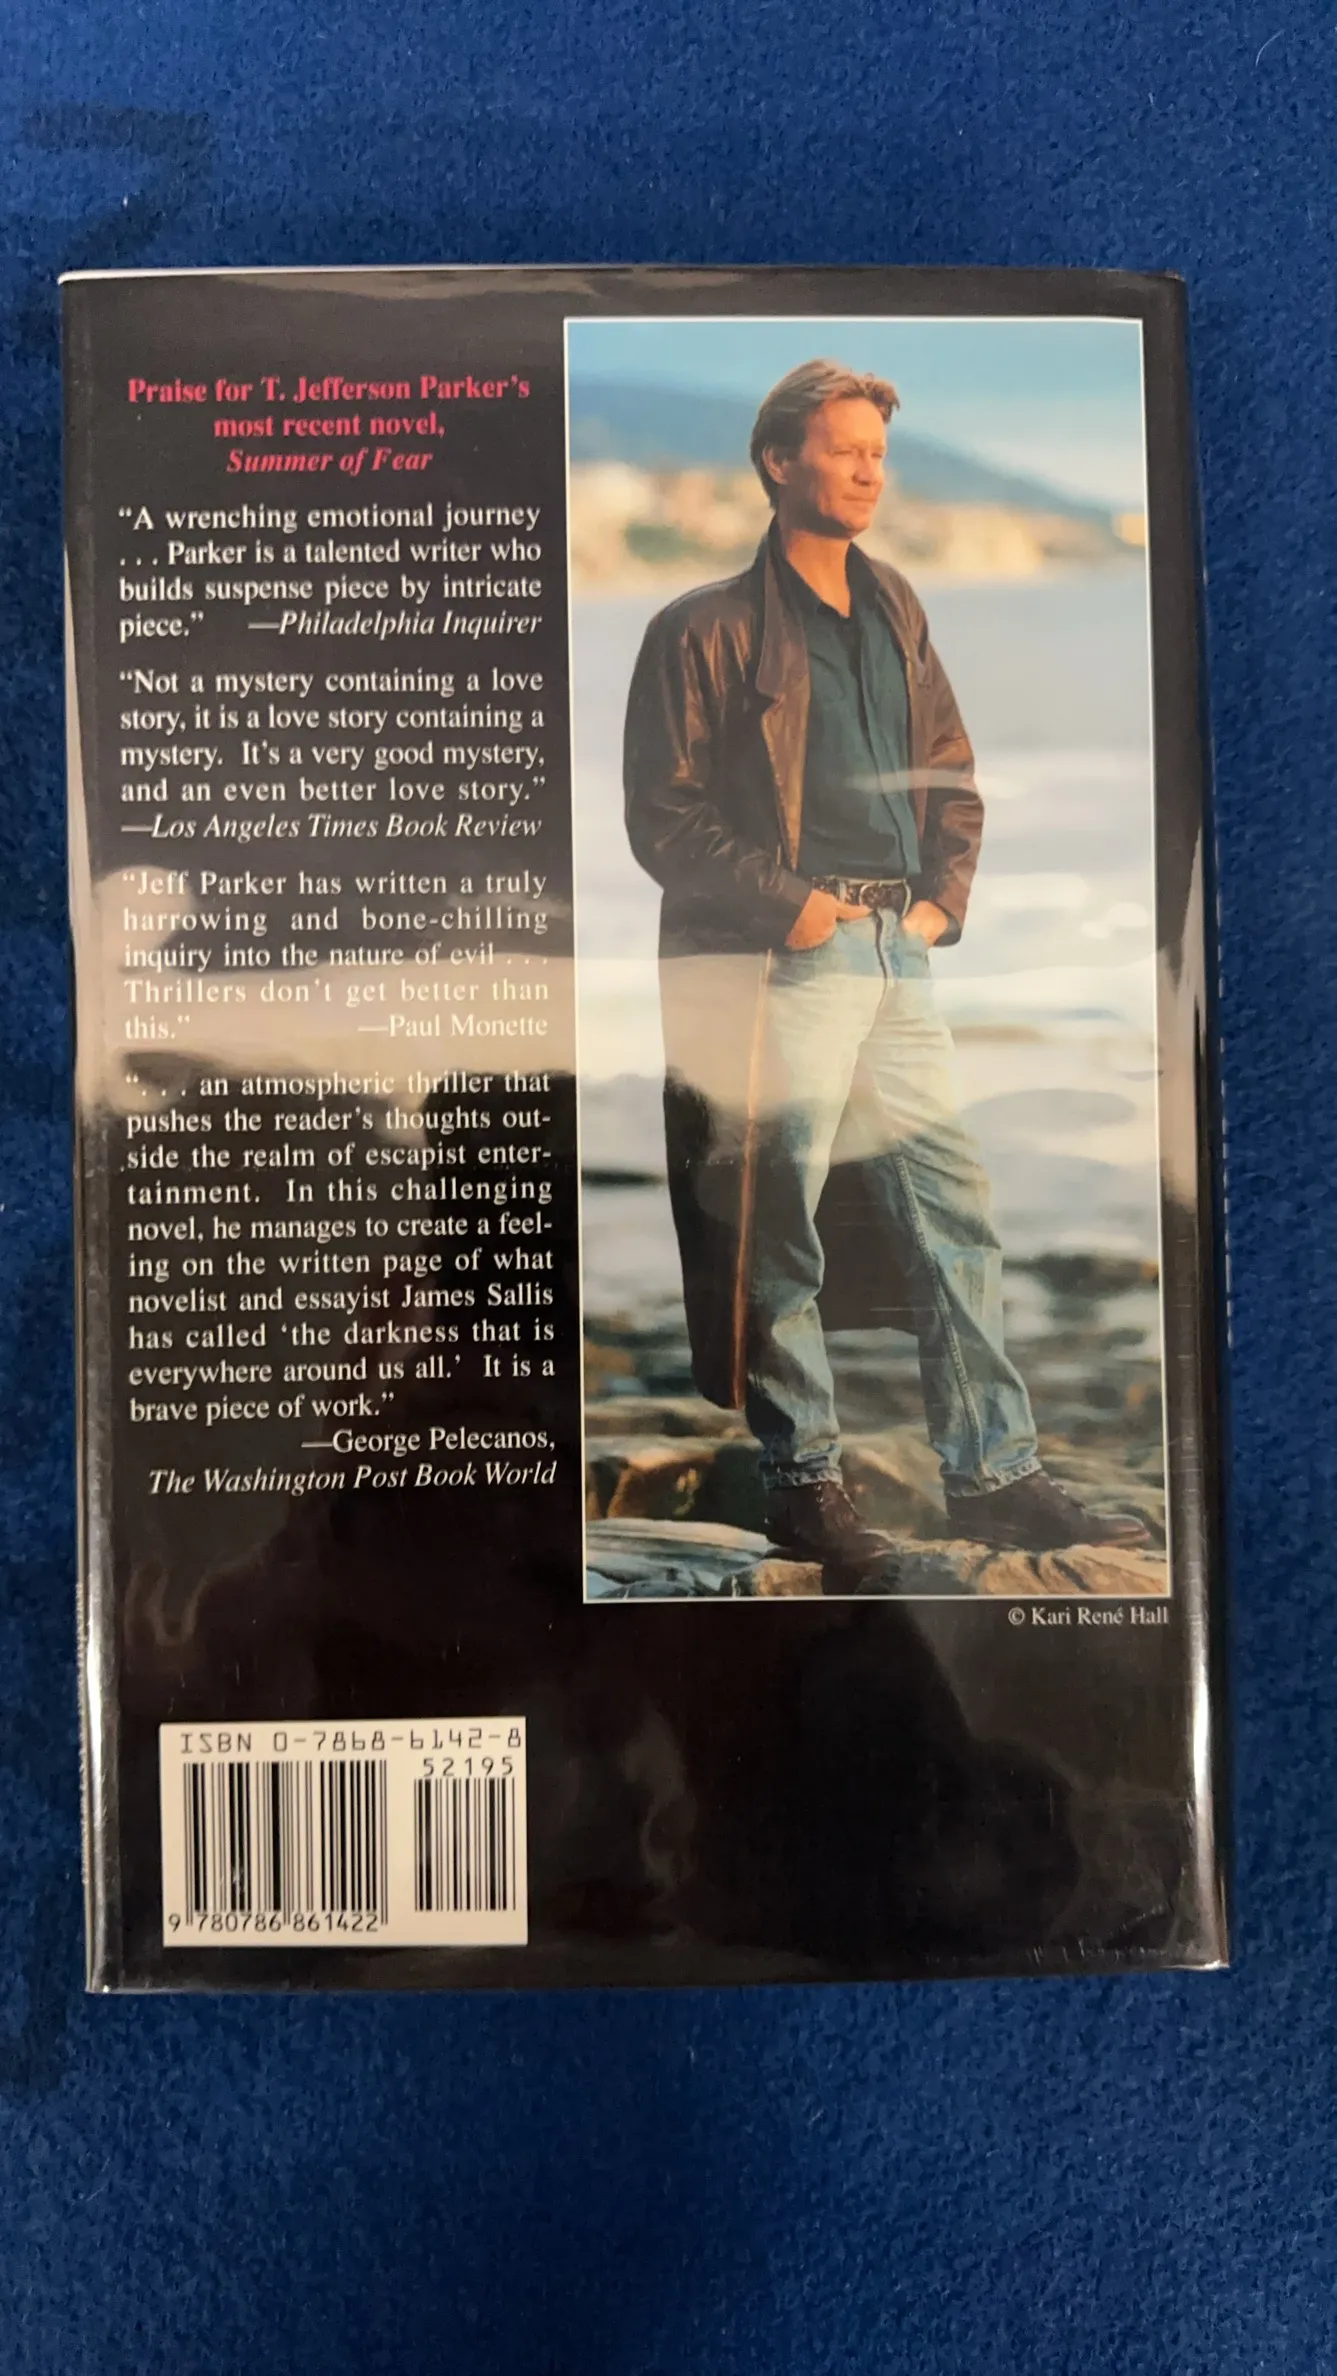 Praise for T. Jefferson Parker's
most recent novel,
Summer of Fear
“A wrenching emotional journey
. . . Parker is a talented writer who
builds suspense piece by intricate
piece.” —Philadelphia Inquirer
“Not a mystery containing a love
story, it is a love story containing a
mystery. It's a very good mystery,
and an even better love story.”
—Los Angeles Times Book Review
“Jeff Parker has written a truly
harrowing and bone-chilling
inquiry into the nature of evil . . .
Thrillers don't get better than
this.” —Paul Monette
“. . . an atmospheric thriller that
pushes the reader's thoughts out-
side the realm of escapist enter-
tainment. In this challenging
novel, he manages to create a feel-
ing on the written page of what
novelist and essayist James Sallis
has called ‘the darkness that is
everywhere around us all.’ It is a
brave piece of work.”
—George Pelecanos,
The Washington Post Book World
© Kari René Hall
ISBN 0-7868-6142-8
52195
9 780786 861422